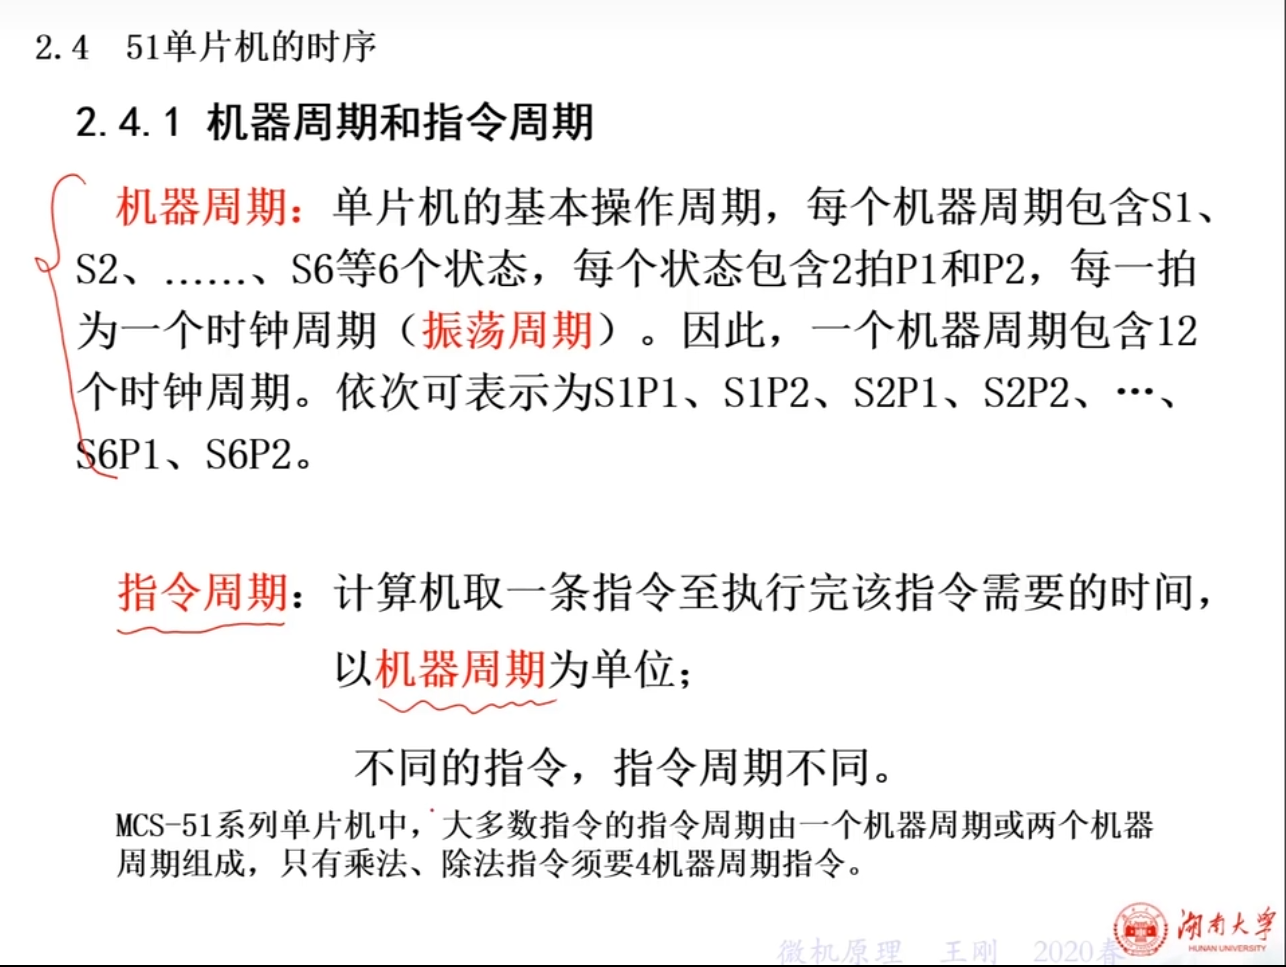 2.4  51单片机的时序
2.4.1 机器周期和指令周期
机器周期：单片机的基本操作周期，每个机器周期包含S1、
S2、……、S6等6个状态，每个状态包含2拍P1和P2，每一拍
为一个时钟周期（振荡周期）。因此，一个机器周期包含12
个时钟周期。依次可表示为S1P1、S1P2、S2P1、S2P2、…、
S6P1、S6P2。
指令周期：计算机取一条指令至执行完该指令需要的时间，
以机器周期为单位；
不同的指令，指令周期不同。
MCS-51系列单片机中，大多数指令的指令周期由一个机器周期或两个机器
周期组成，只有乘法、除法指令须要4机器周期指令。
湖南大学
HUNAN UNIVERSITY
微机原理  王刚  2020春